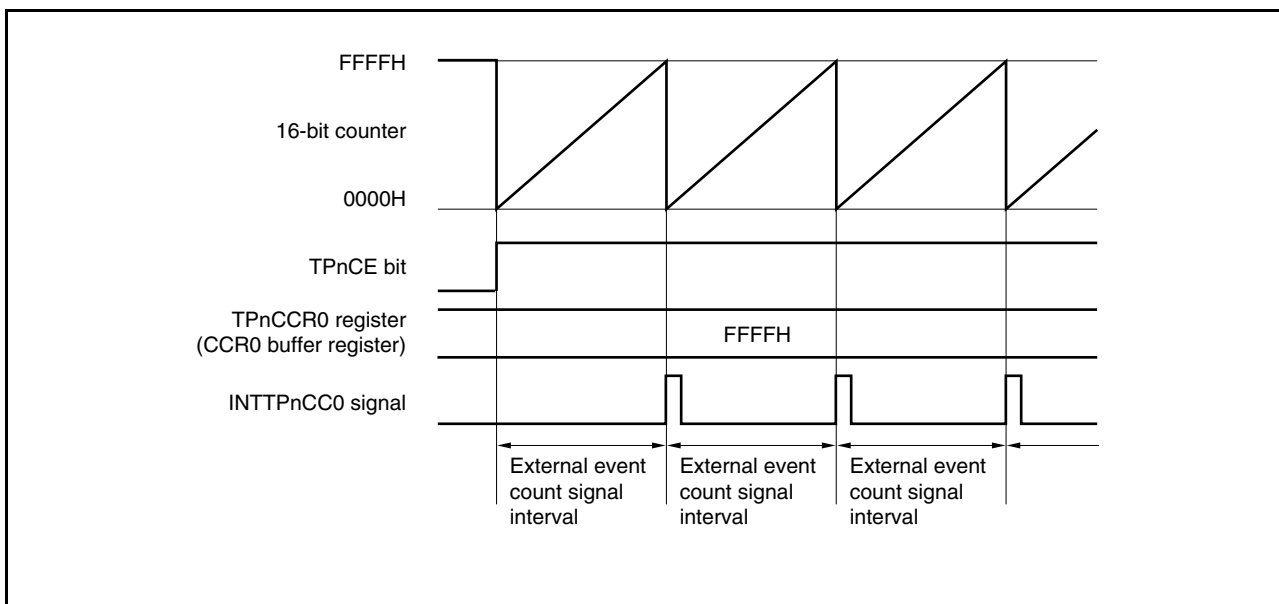 FFFFH
16-bit counter
0000H
TPnCE bit
TPnCCR0 register
(CCR0 buffer register)
FFFFH
INTTPnCC0 signal
External event
count signal
interval
External event
count signal
interval
External event
count signal
interval